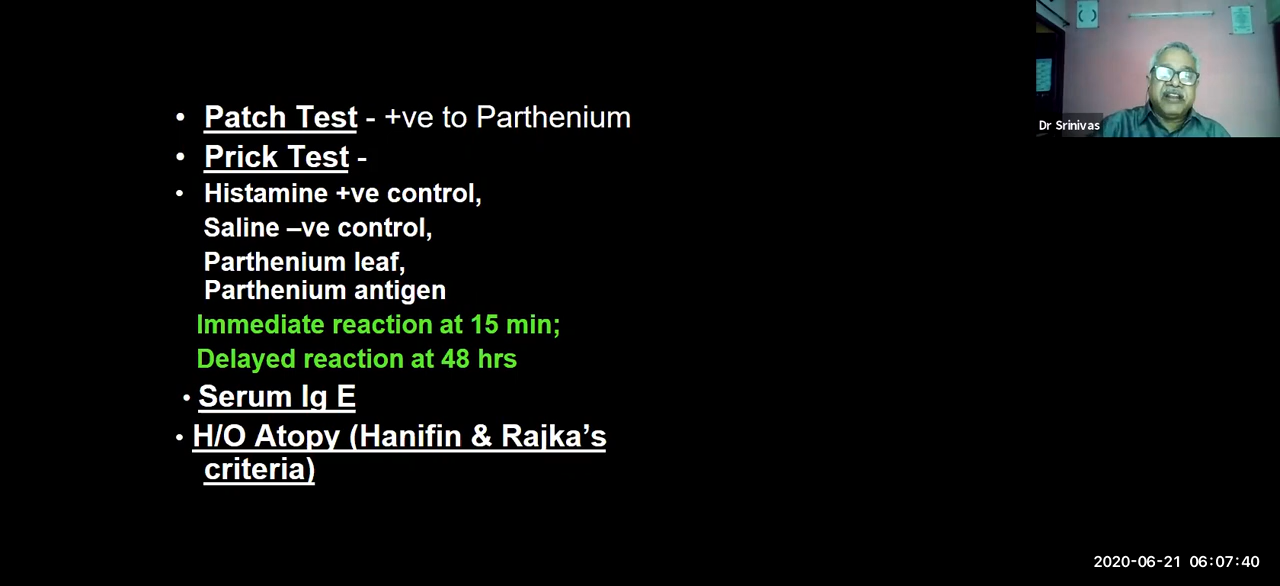 • Patch Test - +ve to Parthenium
• Prick Test -
• Histamine +ve control,
Saline –ve control,
Parthenium leaf,
Parthenium antigen
Immediate reaction at 15 min;
Delayed reaction at 48 hrs
• Serum Ig E
• H/O Atopy (Hanifin & Rajka’s
criteria)
Dr Srinivas
2020-06-21 06:07:40